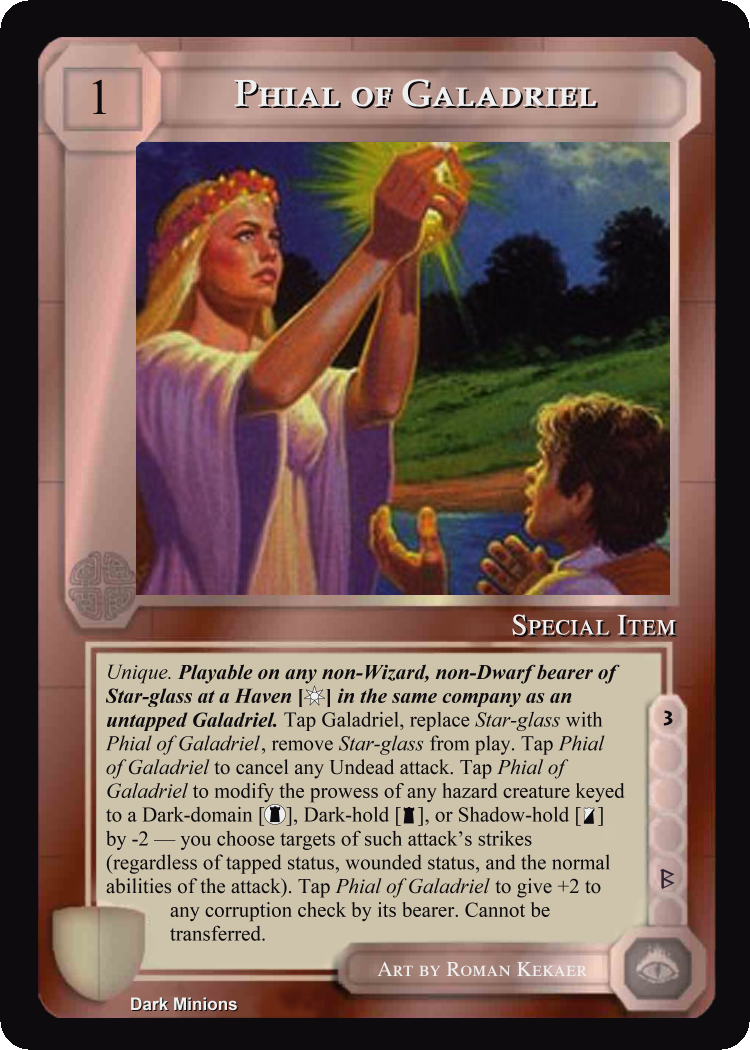 1
PHIAL OF GALADRIEL
SPECIAL ITEM
Unique. Playable on any non-Wizard, non-Dwarf bearer of
Star-glass at a Haven [] in the same company as an
untapped Galadriel. Tap Galadriel, replace Star-glass with
Phial of Galadriel, remove Star-glass from play. Tap Phial
of Galadriel to cancel any Undead attack. Tap Phial of
Galadriel to modify the prowess of any hazard creature keyed
to a Dark-domain [], Dark-hold [], or Shadow-hold []
by -2 — you choose targets of such attack's strikes
(regardless of tapped status, wounded status, and the normal
abilities of the attack). Tap Phial of Galadriel to give +2 to
any corruption check by its bearer. Cannot be
transferred.
3
ᛒ
ART BY ROMAN KEKAER
Dark Minions